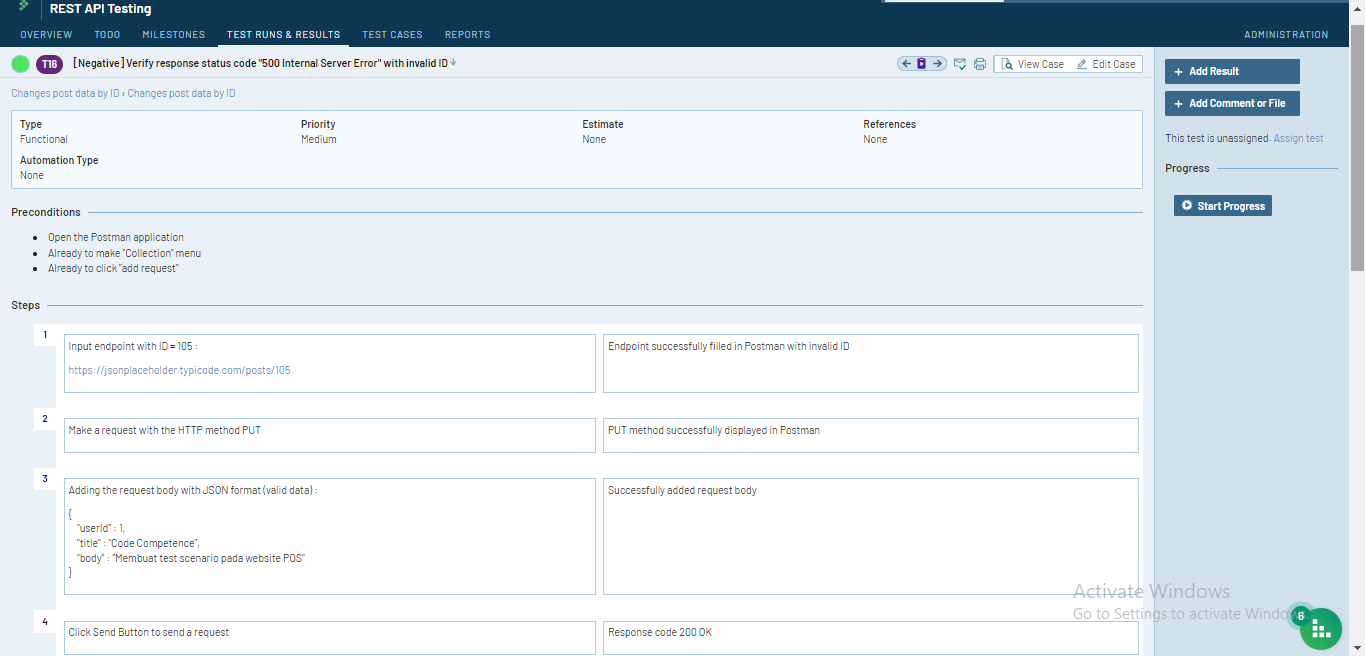 REST API Testing
OVERVIEW TODO MILESTONES TEST RUNS & RESULTS TEST CASES REPORTS ADMINISTRATION
T16 [Negative] Verify response status code "500 Internal Server Error" with invalid ID
View Case Edit Case
Changes post data by ID › Changes post data by ID
Type Priority Estimate References
Functional Medium None None
Automation Type
None
Preconditions
Open the Postman application
Already to make "Collection" menu
Already to click "add request"
Steps
1
Input endpoint with ID = 105 :
https://jsonplaceholder.typicode.com/posts/105
Endpoint successfully filled in Postman with invalid ID
2
Make a request with the HTTP method PUT
PUT method successfully displayed in Postman
3
Adding the request body with JSON format (valid data) :
{
"userId" : 1,
"title" : "Code Competence",
"body" : "Membuat test scenario pada website POS"
}
Successfully added request body
4
Click Send Button to send a request
Response code 200 OK
+ Add Result
+ Add Comment or File
This test is unassigned. Assign test
Progress
Start Progress
Activate Windows
Go to Settings to activate Windo
6